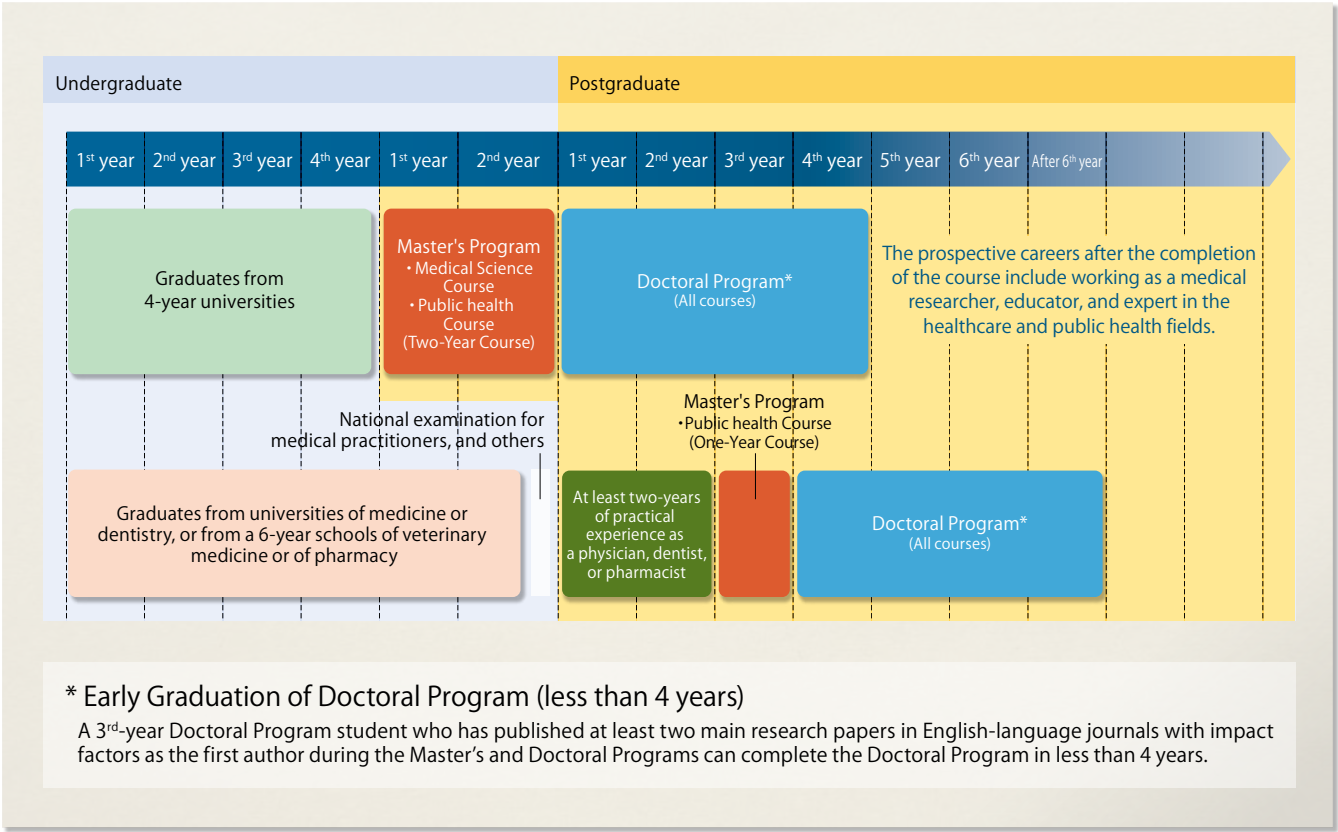 Undergraduate
Postgraduate
1st year 2nd year 3rd year 4th year 1st year 2nd year 1st year 2nd year 3rd year 4th year 5th year 6th year After 6th year
Graduates from
4-year universities
Master's Program
• Medical Science
Course
• Public health
Course
(Two-Year Course)
Doctoral Program*
(All courses)
The prospective careers after the completion
of the course include working as a medical
researcher, educator, and expert in the
healthcare and public health fields.
National examination for
medical practitioners, and others
Master's Program
• Public health Course
(One-Year Course)
Graduates from universities of medicine or
dentistry, or from a 6-year schools of veterinary
medicine or of pharmacy
At least two-years
of practical
experience as
a physician, dentist,
or pharmacist
Doctoral Program*
(All courses)
* Early Graduation of Doctoral Program (less than 4 years)
A 3rd-year Doctoral Program student who has published at least two main research papers in English-language journals with impact
factors as the first author during the Master’s and Doctoral Programs can complete the Doctoral Program in less than 4 years.